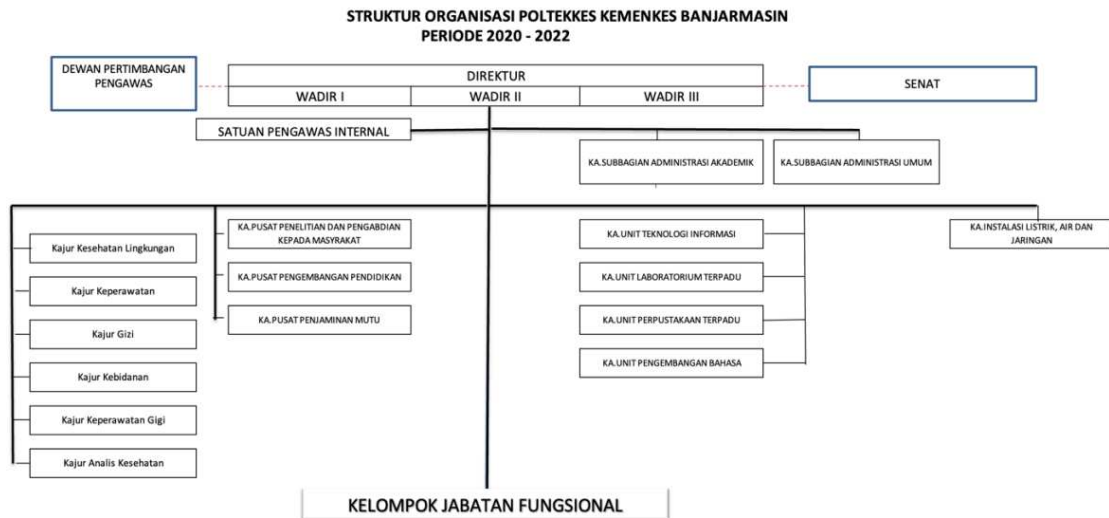 STRUKTUR ORGANISASI POLTEKKES KEMENKES BANJARMASIN
PERIODE 2020 - 2022
DEWAN PERTIMBANGAN
PENGAWAS
DIREKTUR
WADIR I
WADIR II
WADIR III
SENAT
SATUAN PENGAWAS INTERNAL
KA.SUBBAGIAN ADMINISTRASI AKADEMIK
KA.SUBBAGIAN ADMINISTRASI UMUM
Kajur Kesehatan Lingkungan
Kajur Keperawatan
Kajur Gizi
Kajur Kebidanan
Kajur Keperawatan Gigi
Kajur Analis Kesehatan
KA.PUSAT PENELITIAN DAN PENGABDIAN
KEPADA MASYRAKAT
KA.PUSAT PENGEMBANGAN PENDIDIKAN
KA.PUSAT PENJAMINAN MUTU
KA.UNIT TEKNOLOGI INFORMASI
KA.UNIT LABORATORIUM TERPADU
KA.UNIT PERPUSTAKAAN TERPADU
KA.UNIT PENGEMBANGAN BAHASA
KA.INSTALASI LISTRIK, AIR DAN
JARINGAN
KELOMPOK JABATAN FUNGSIONAL